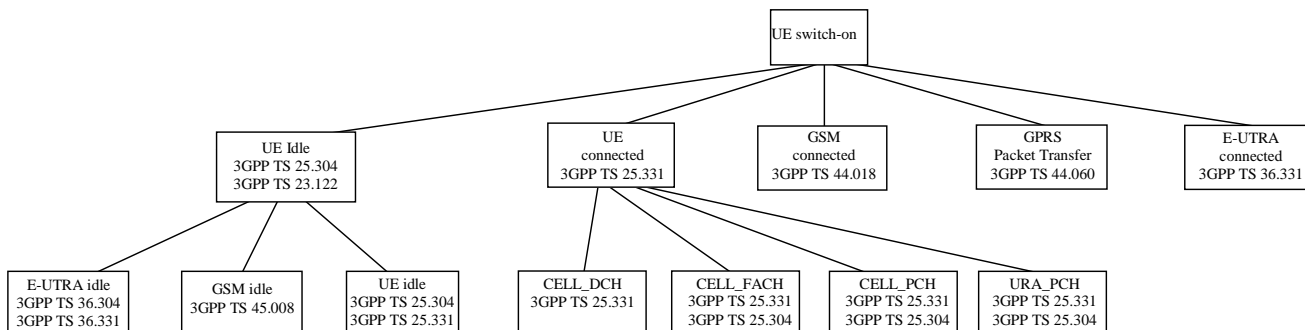 UE switch-on
UE Idle
3GPP TS 25.304
3GPP TS 23.122
UE
connected
3GPP TS 25.331
GSM
connected
3GPP TS 44.018
GPRS
Packet Transfer
3GPP TS 44.060
E-UTRA
connected
3GPP TS 36.331
E-UTRA idle
3GPP TS 36.304
3GPP TS 36.331
GSM idle
3GPP TS 45.008
UE idle
3GPP TS 25.304
3GPP TS 25.331
CELL_DCH
3GPP TS 25.331
CELL_FACH
3GPP TS 25.331
3GPP TS 25.304
CELL_PCH
3GPP TS 25.331
3GPP TS 25.304
URA_PCH
3GPP TS 25.331
3GPP TS 25.304